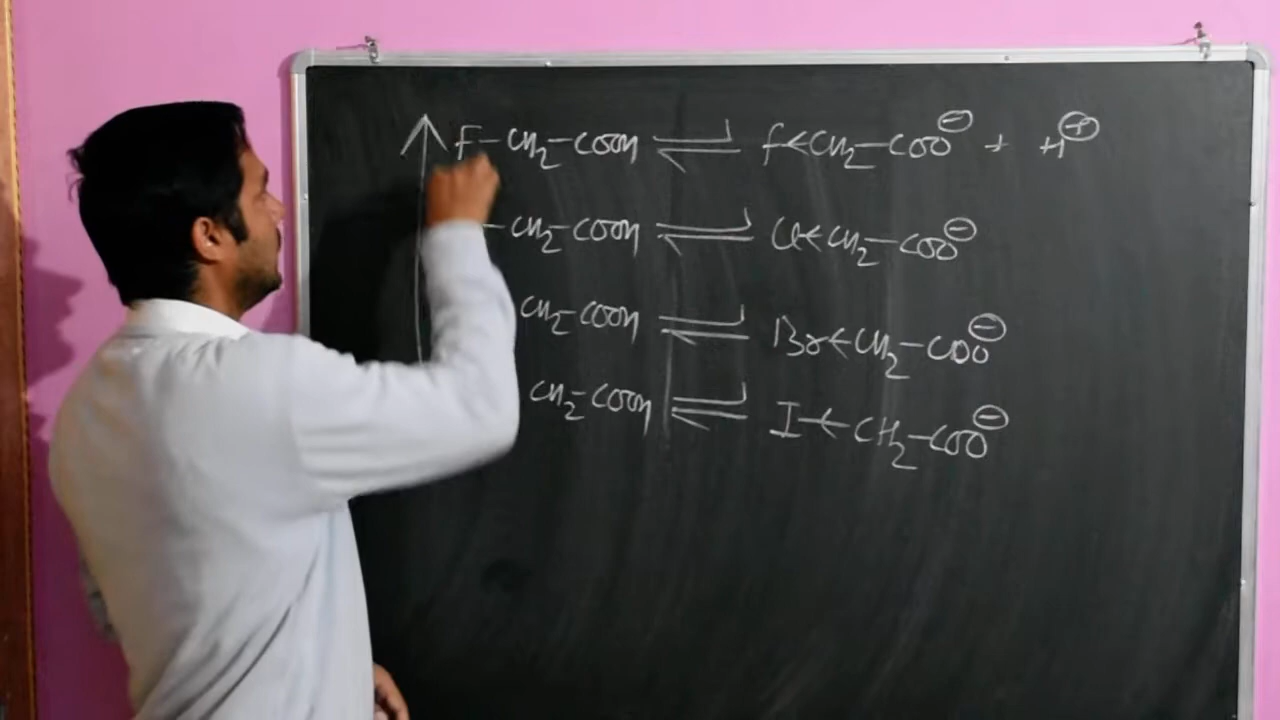 F-CH₂-COOH ⇌ F<CH₂-COO⊖ + H⊕
-CH₂-COOH ⇌ Cl<CH₂-COO⊖
CH₂-COOH ⇌ Br<CH₂-COO⊖
CH₂-COOH ⇌ I<CH₂-COO⊖